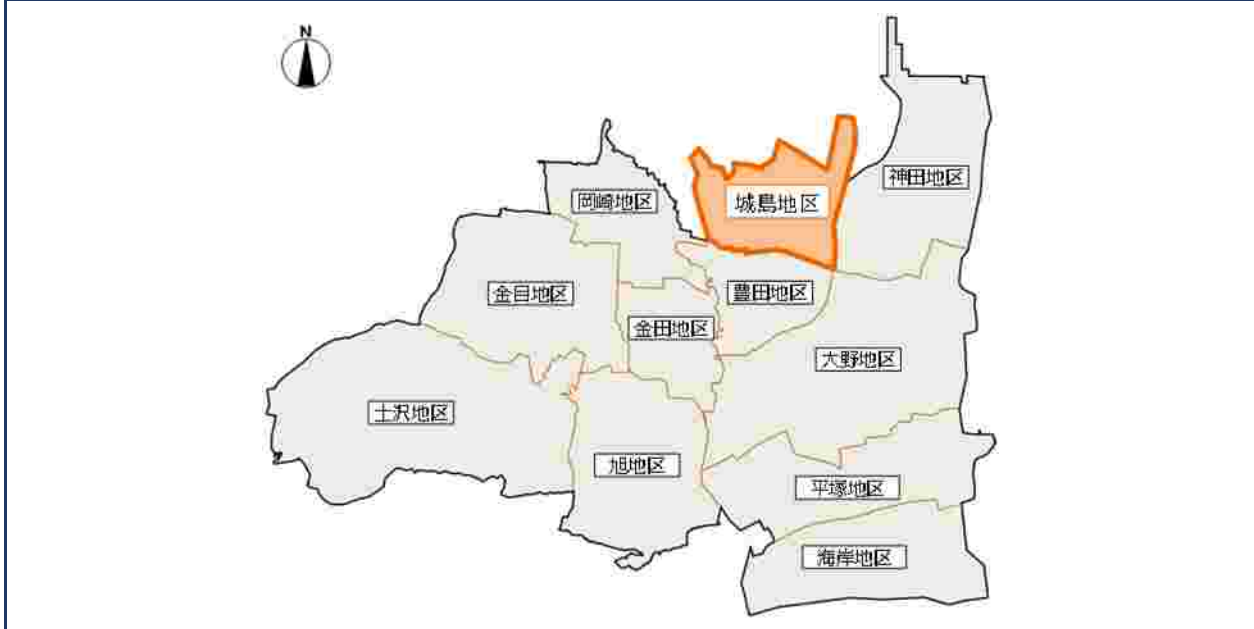 N
神田地区
岡崎地区
城島地区
金目地区
豊田地区
金田地区
大野地区
土沢地区
旭地区
平塚地区
海岸地区